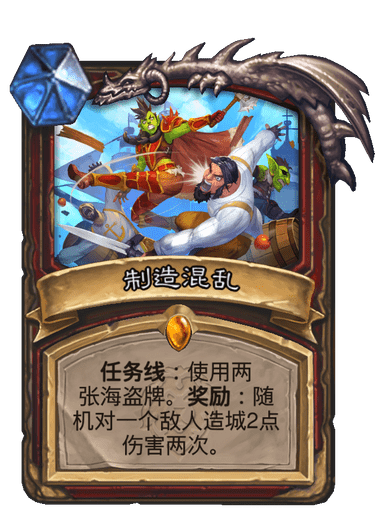 制造混乱
任务线：使用两
张海盗牌。奖励：随
机对一个敌人造城2点
伤害两次。